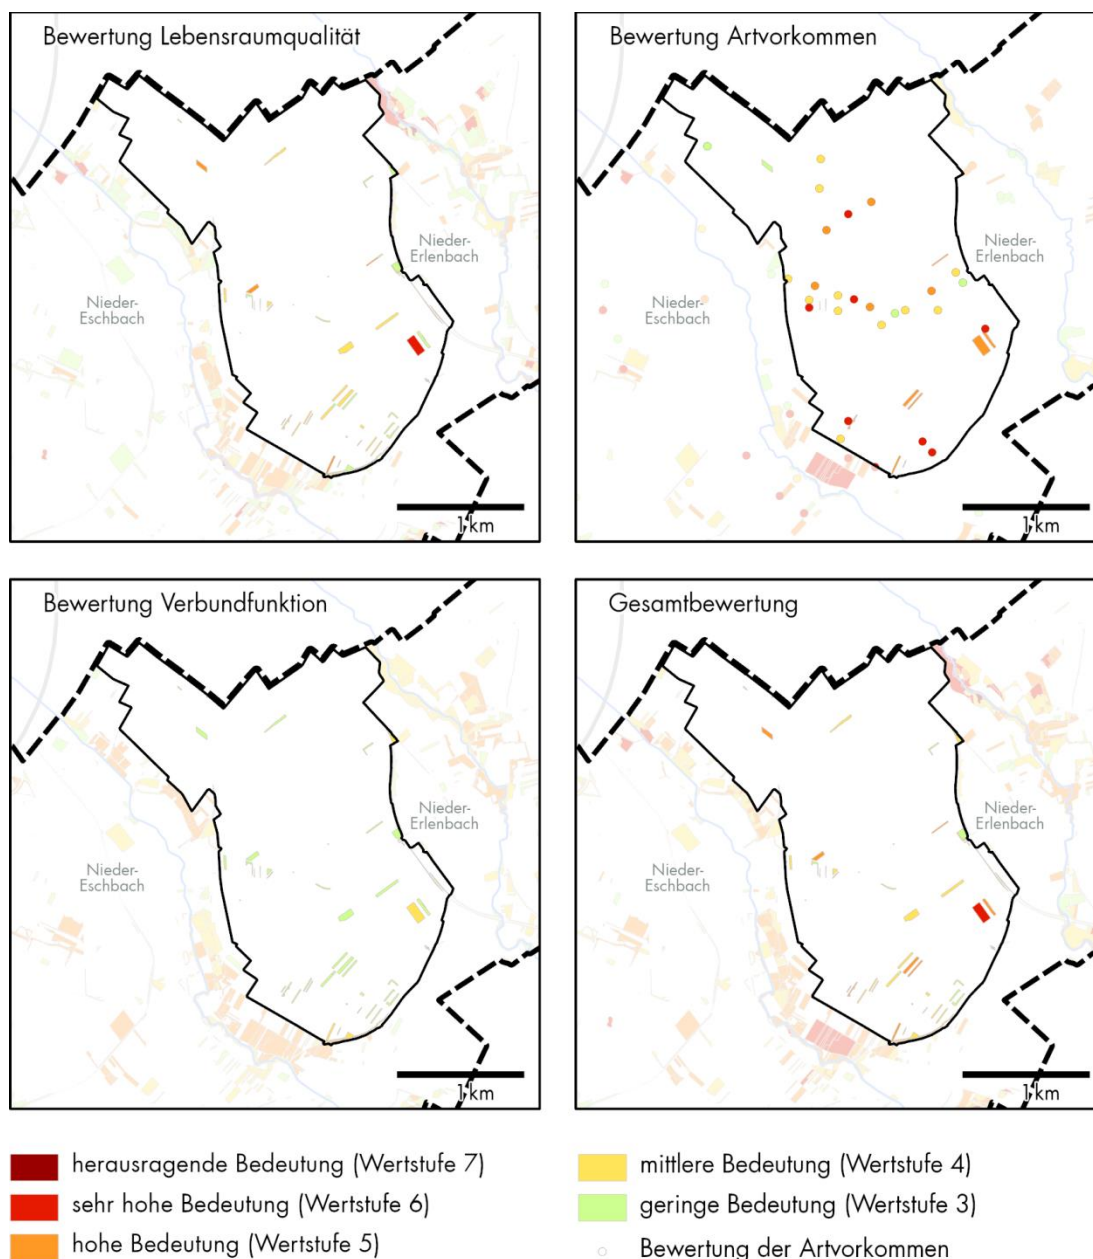 Bewertung Lebensraumqualität
Nieder-
Erlenbach
Nieder-
Eschbach
1 km
Bewertung Artvorkommen
Nieder-
Erlenbach
Nieder-
Eschbach
1 km
Bewertung Verbundfunktion
Nieder-
Erlenbach
Nieder-
Eschbach
1 km
Gesamtbewertung
Nieder-
Erlenbach
Nieder-
Eschbach
1 km
herausragende Bedeutung (Wertstufe 7)
sehr hohe Bedeutung (Wertstufe 6)
hohe Bedeutung (Wertstufe 5)
mittlere Bedeutung (Wertstufe 4)
geringe Bedeutung (Wertstufe 3)
Bewertung der Artvorkommen